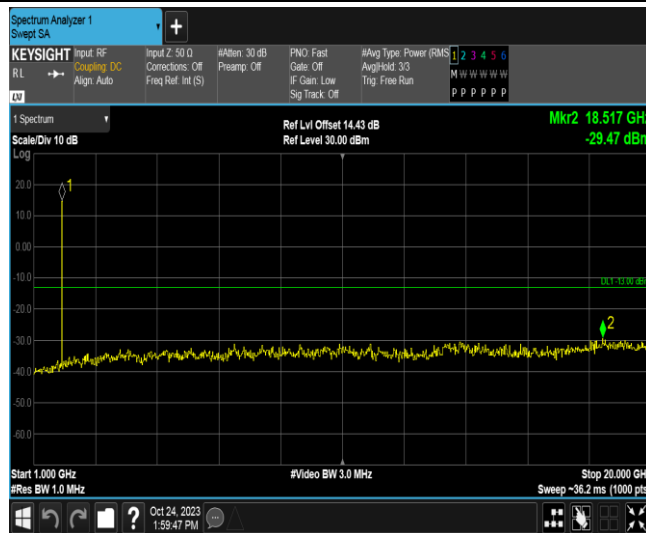 Spectrum Analyzer 1
Swept SA
+
KEYSIGHT
RL
LXI
Input: RF
Coupling: DC
Align: Auto
Input Z: 50 Ω
Corrections: Off
Freq Ref: Int (S)
#Atten: 30 dB
Preamp: Off
PNO: Fast
Gate: Off
IF Gain: Low
Sig Track: Off
#Avg Type: Power (RMS
Avg|Hold: 3/3
Trig: Free Run
1 2 3 4 5 6
M W W W W W
P P P P P P
1 Spectrum
Scale/Div 10 dB
Log
Ref Lvl Offset 14.43 dB
Ref Level 30.00 dBm
Mkr2 18.517 GHz
-29.47 dBm
20.0
10.0
0.00
-10.0
-20.0
-30.0
-40.0
-50.0
-60.0
1
2
DL1 -13.00 dBm
Start 1.000 GHz
#Res BW 1.0 MHz
#Video BW 3.0 MHz
Stop 20.000 GHz
Sweep ~36.2 ms (1000 pts)
?
Oct 24, 2023
1:59:47 PM